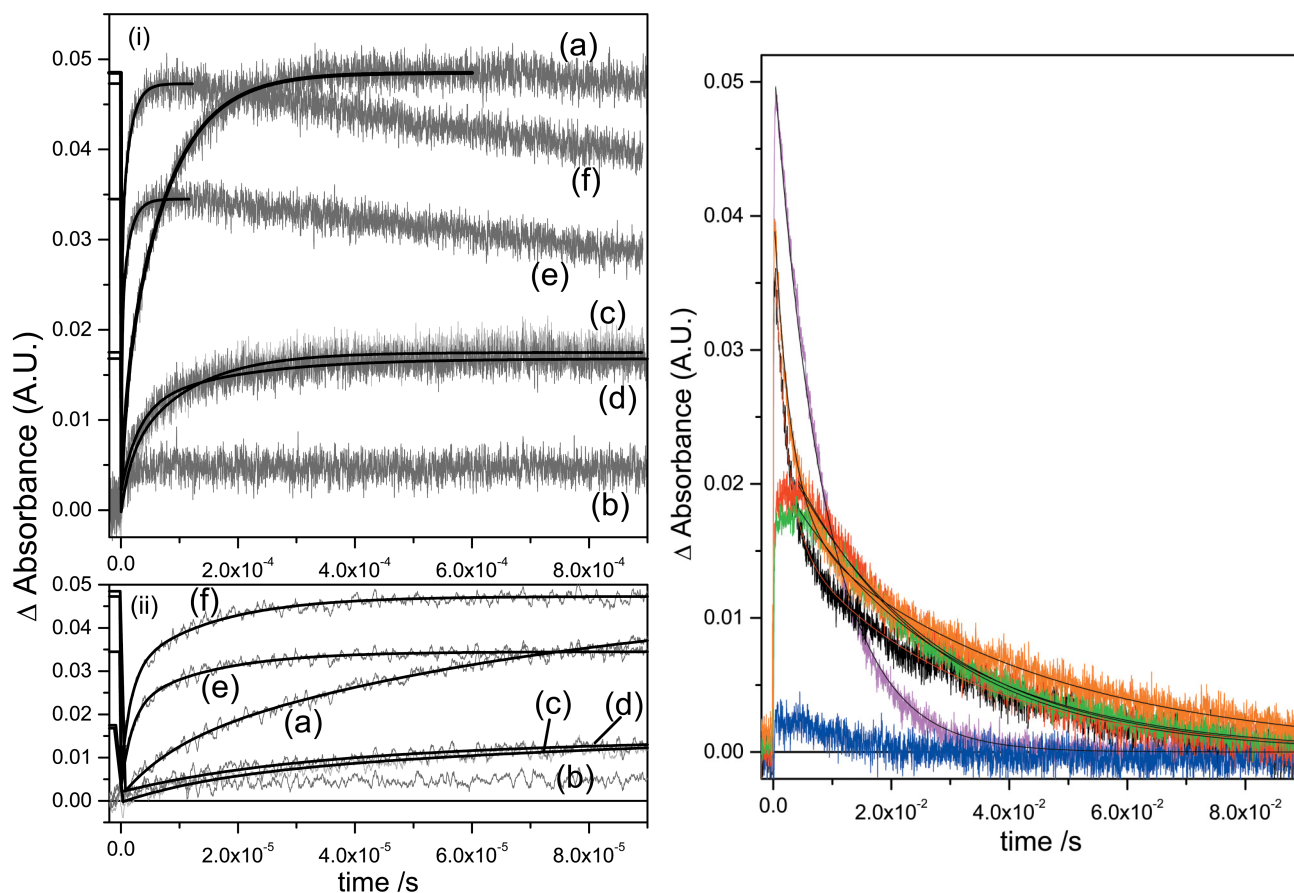 (i)
(a)
(f)
(e)
(c)
(d)
(b)
0.05
0.04
0.03
0.02
0.01
0.00
0.0 2.0x10⁻⁴ 4.0x10⁻⁴ 6.0x10⁻⁴ 8.0x10⁻⁴
Δ Absorbance (A.U.)
(ii)
(f)
(e)
(a)
(c)
(d)
(b)
0.05
0.04
0.03
0.02
0.01
0.00
0.0 2.0x10⁻⁵ 4.0x10⁻⁵ 6.0x10⁻⁵ 8.0x10⁻⁵
time /s
Δ Absorbance (A.U.)
0.05
0.04
0.03
0.02
0.01
0.00
0.0 2.0x10⁻² 4.0x10⁻² 6.0x10⁻² 8.0x10⁻²
time /s